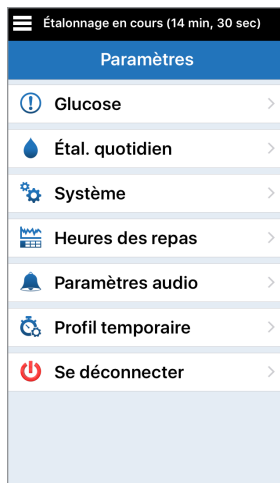 Étalonnage en cours (14 min, 30 sec)
Paramètres
Glucose
Étal. quotidien
Système
Heures des repas
Paramètres audio
Profil temporaire
Se déconnecter